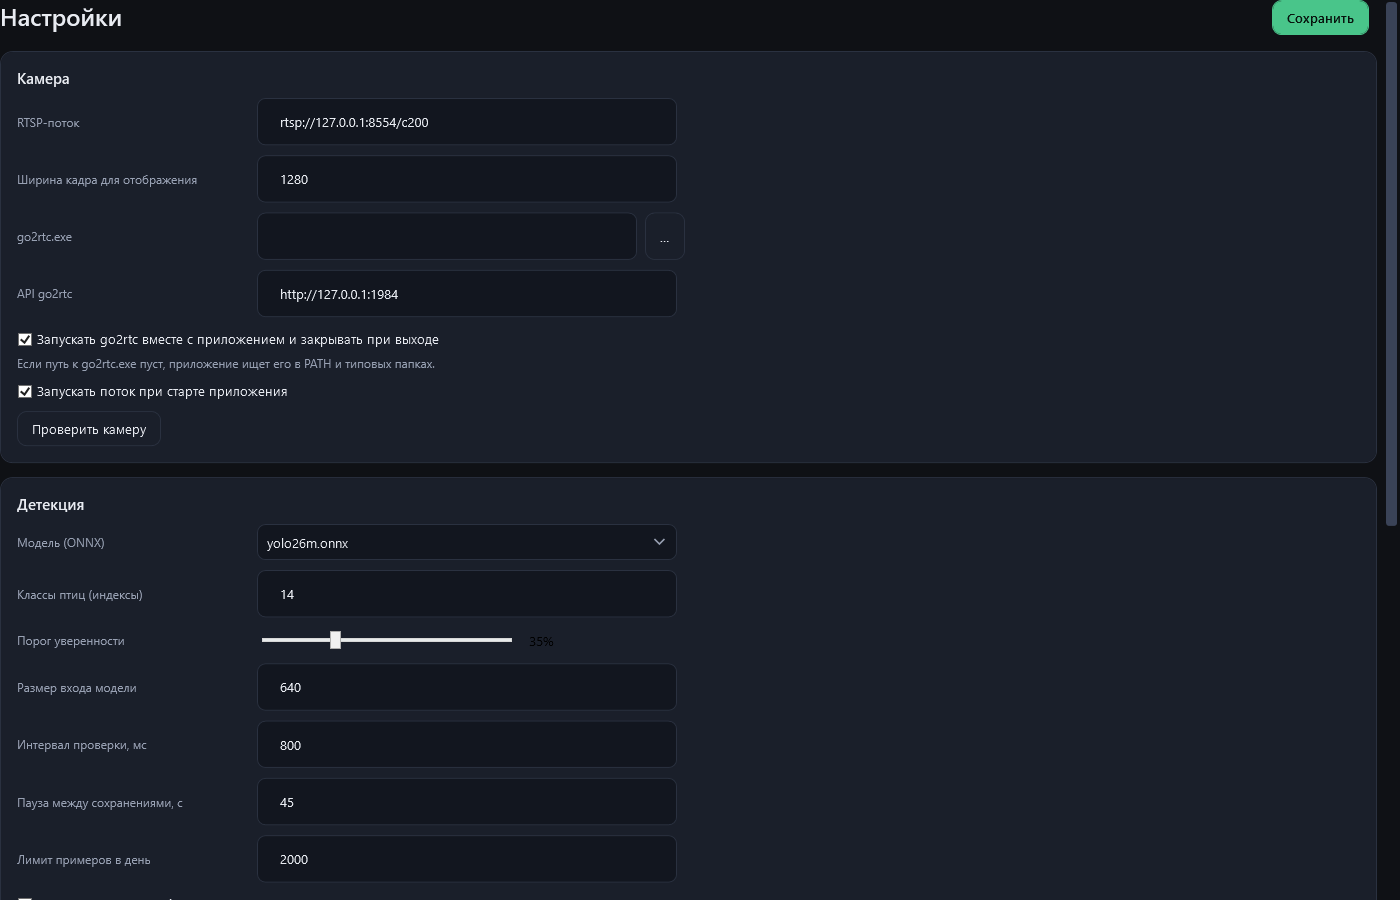 Настройки
Сохранить
Камера
RTSP-поток
rtsp://127.0.0.1:8554/c200
Ширина кадра для отображения
1280
go2rtc.exe
...
API go2rtc
http://127.0.0.1:1984
Запускать go2rtc вместе с приложением и закрывать при выходе
Если путь к go2rtc.exe пуст, приложение ищет его в PATH и типовых папках.
Запускать поток при старте приложения
Проверить камеру
Детекция
Модель (ONNX)
yolo26m.onnx
Классы птиц (индексы)
14
Порог уверенности
35%
Размер входа модели
640
Интервал проверки, мс
800
Пауза между сохранениями, с
45
Лимит примеров в день
2000